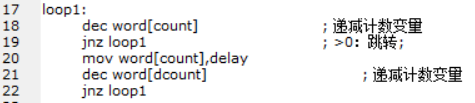 17 loop1:
18 dec word[count] ;递减计数变量
19 jnz loop1 ;>0: 跳转;
20 mov word[count],delay
21 dec word[dcount] ;递减计数变量
22 jnz loop1